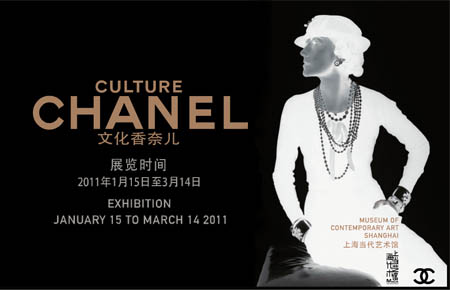 CULTURE
CHANEL
文化香奈儿
展览时间
2011年1月15日至3月14日
EXHIBITION
JANUARY 15 TO MARCH 14 2011
MUSEUM OF
CONTEMPORARY ART
SHANGHAI
上海当代艺术馆